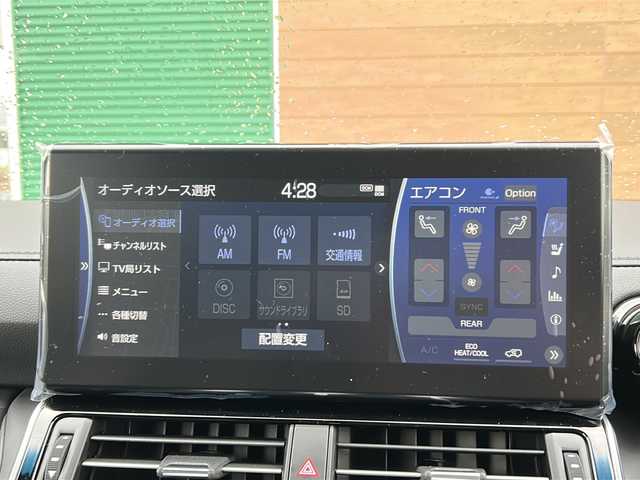 オーディオソース選択
4:28
DCM
エアコン
Option
オーディオ選択
チャンネルリスト
TV局リスト
メニュー
各種切替
音設定
AM
FM
交通情報
DISC
サウンドライブラリ
SD
配置変更
FRONT
SYNC
REAR
A/C
ECO
HEAT/COOL